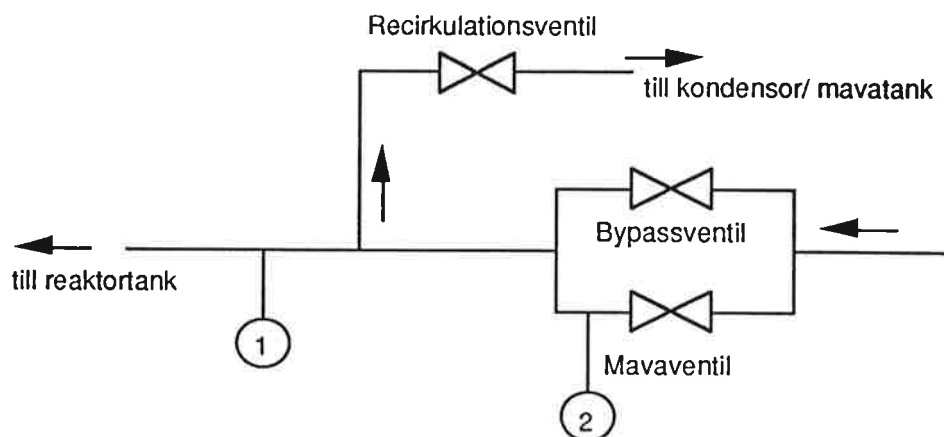 Recirkulationsventil
till kondensor/ mavatank
Bypassventil
till reaktortank
1
Mavaventil
2